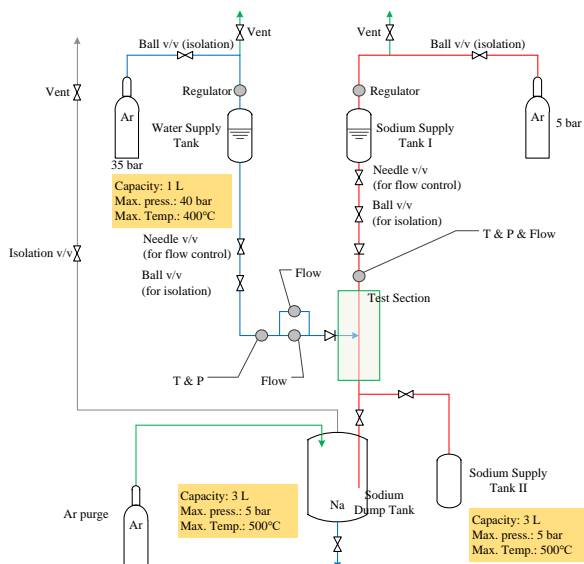 Vent
Vent
Ball v/v (isolation)
Ball v/v (isolation)
Vent
Regulator
Regulator
Ar
Water Supply
Tank
Sodium Supply
Tank I
Ar
35 bar
5 bar
Capacity: 1 L
Max. press.: 40 bar
Max. Temp.: 400℃
Needle v/v
(for flow control)
Ball v/v
(for isolation)
Needle v/v
(for flow control)
Ball v/v
(for isolation)
Isolation v/v
T & P & Flow
Flow
Test Section
T & P
Flow
Capacity: 3 L
Max. press.: 5 bar
Max. Temp.: 500℃
Na
Sodium
Dump Tank
Sodium Supply
Tank II
Ar purge
Ar
Capacity: 3 L
Max. press.: 5 bar
Max. Temp.: 500℃